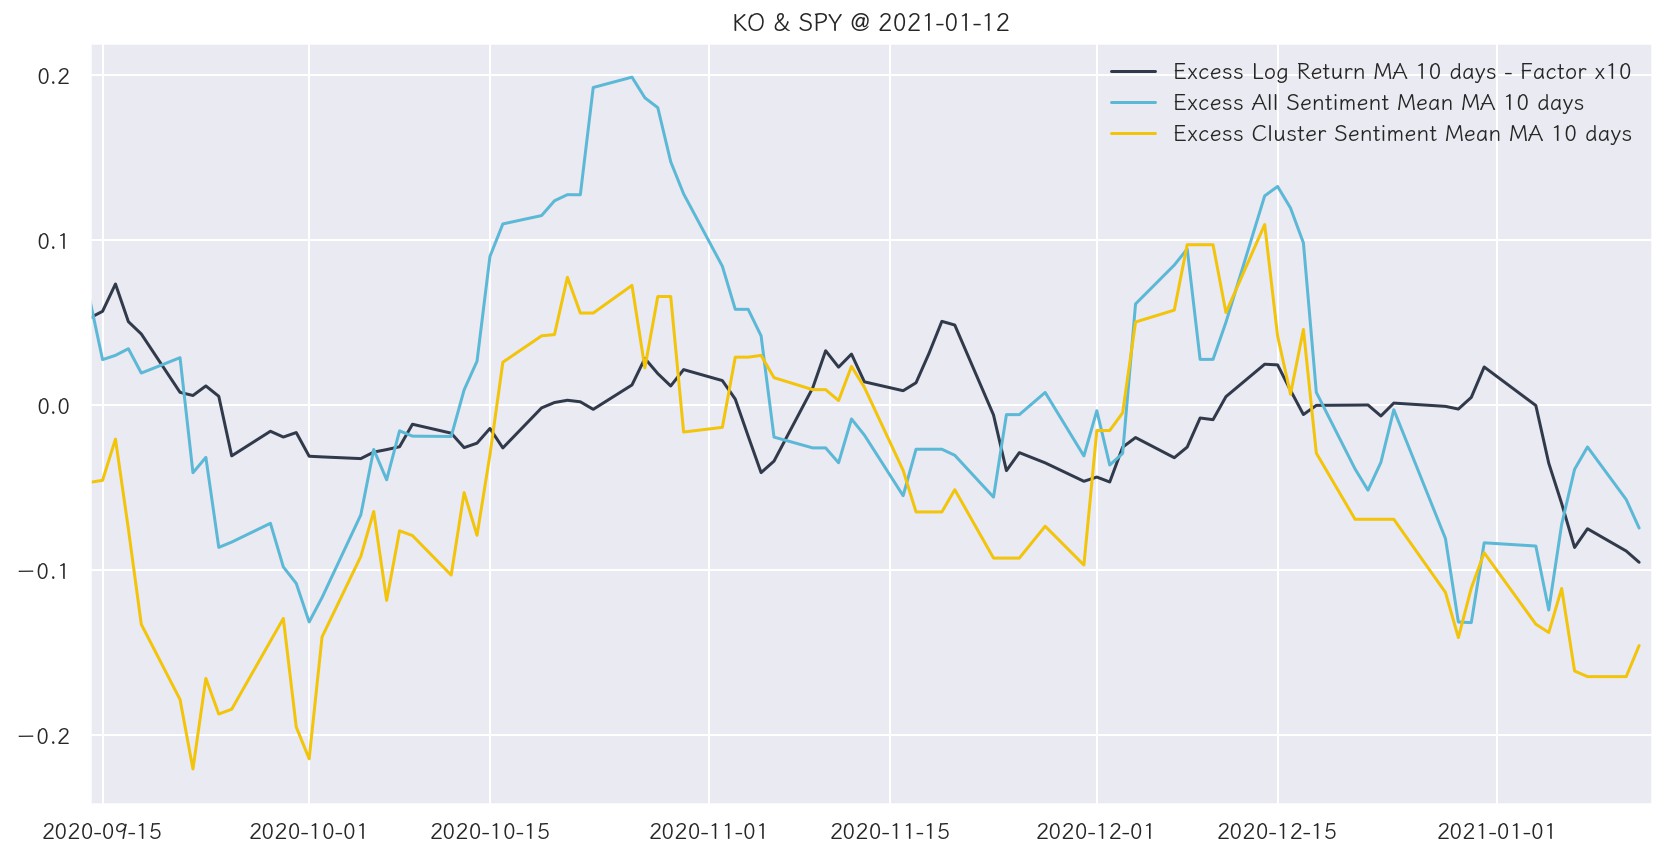 KO & SPY @ 2021-01-12
Excess Log Return MA 10 days - Factor x10
Excess All Sentiment Mean MA 10 days
Excess Cluster Sentiment Mean MA 10 days
0.2
0.1
0.0
−0.1
−0.2
2020-09-15 2020-10-01 2020-10-15 2020-11-01 2020-11-15 2020-12-01 2020-12-15 2021-01-01